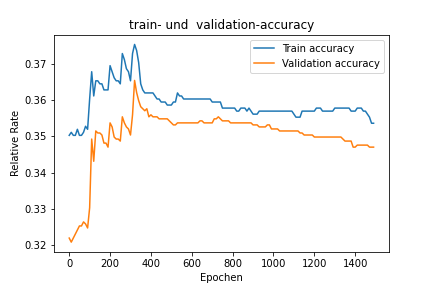 train- und  validation-accuracy
Train accuracy
Validation accuracy
Relative Rate
0.37
0.36
0.35
0.34
0.33
0.32
0 200 400 600 800 1000 1200 1400
Epochen